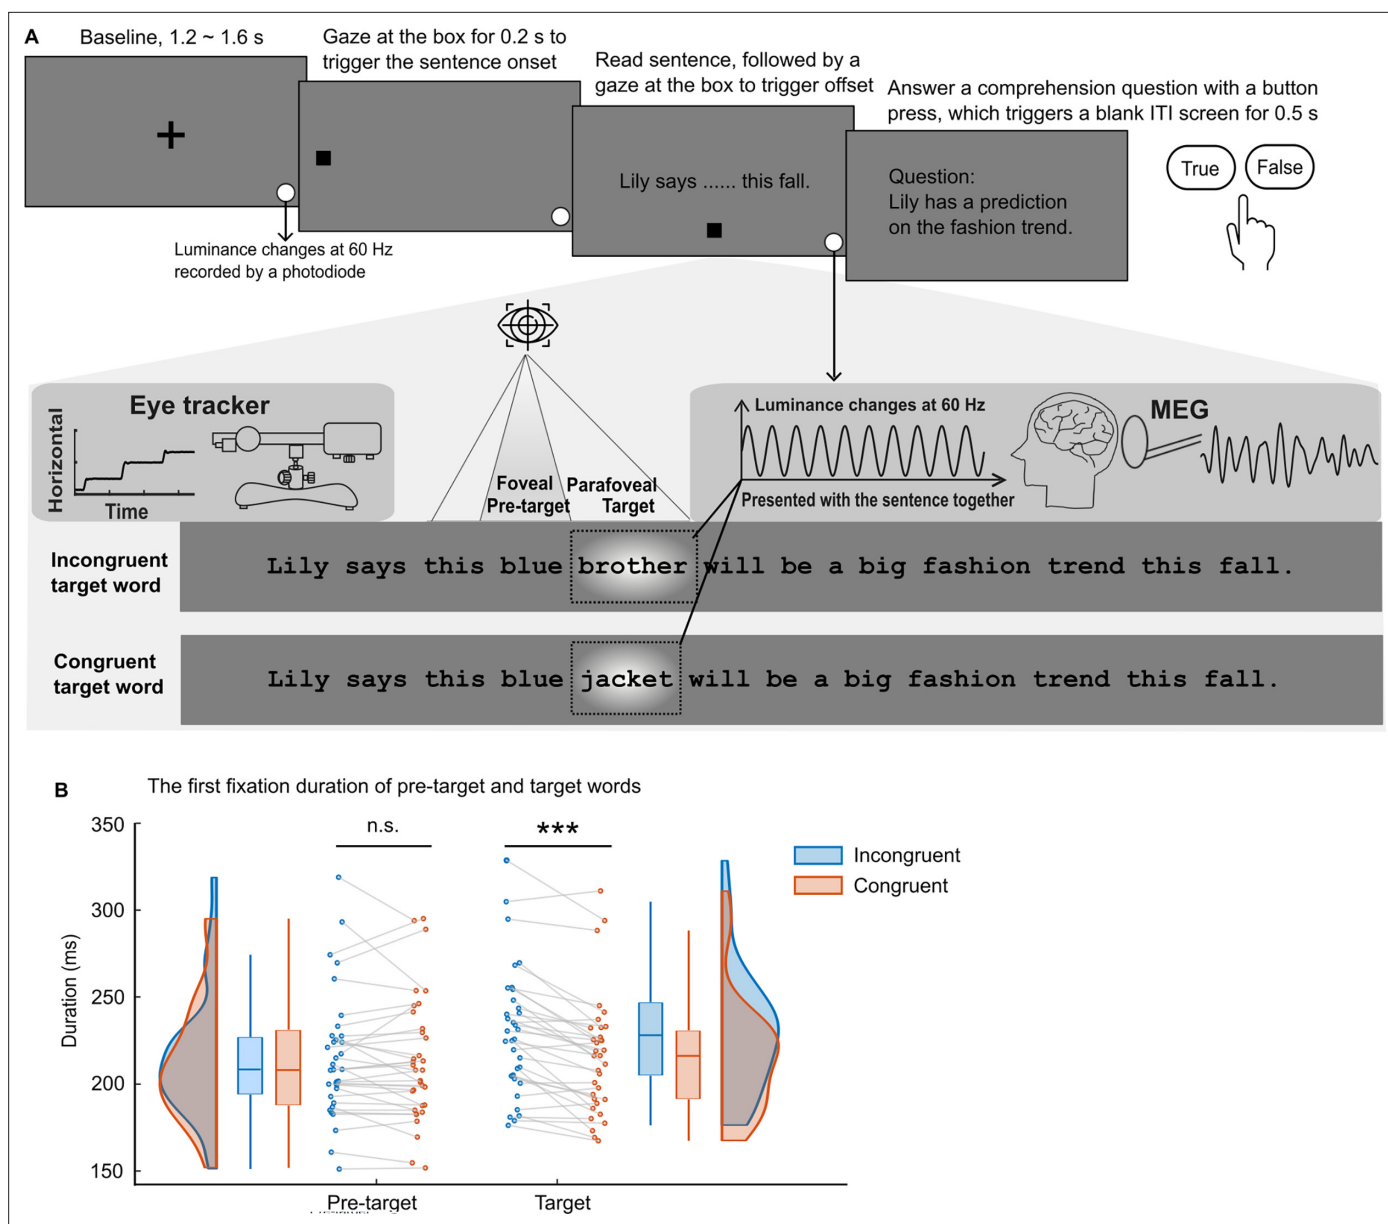 A
Baseline, 1.2 ~ 1.6 s
Gaze at the box for 0.2 s to
trigger the sentence onset
Read sentence, followed by a
gaze at the box to trigger offset
Answer a comprehension question with a button
press, which triggers a blank ITI screen for 0.5 s
Lily says ...... this fall.
Question:
Lily has a prediction
on the fashion trend.
True
False
Luminance changes at 60 Hz
recorded by a photodiode
Eye tracker
Horizontal
Time
Foveal
Pre-target
Parafoveal
Target
Luminance changes at 60 Hz
Presented with the sentence together
MEG
Incongruent
target word
Lily says this blue brother will be a big fashion trend this fall.
Congruent
target word
Lily says this blue jacket will be a big fashion trend this fall.
B
The first fixation duration of pre-target and target words
Duration (ms)
350
300
250
200
150
n.s.
***
Incongruent
Congruent
Pre-target
Target